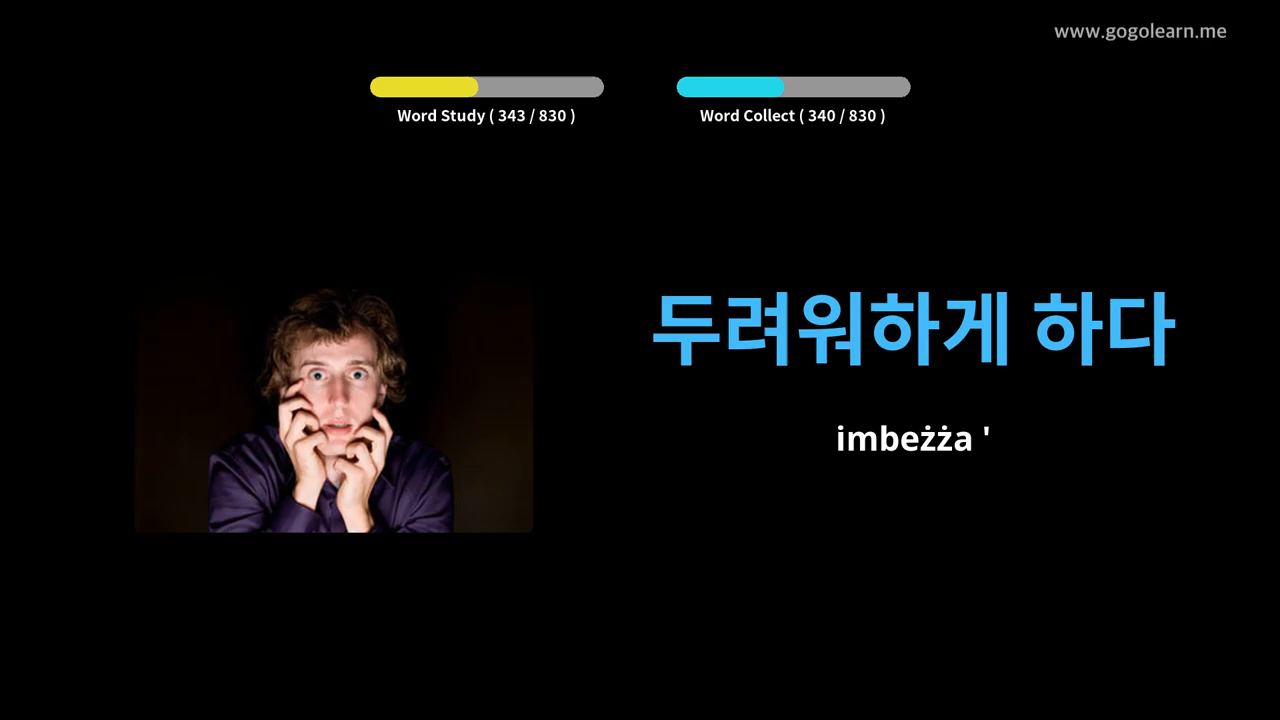 www.gogolearn.me
Word Study ( 343 / 830 )
Word Collect ( 340 / 830 )
두려워하게 하다
imbeżża '